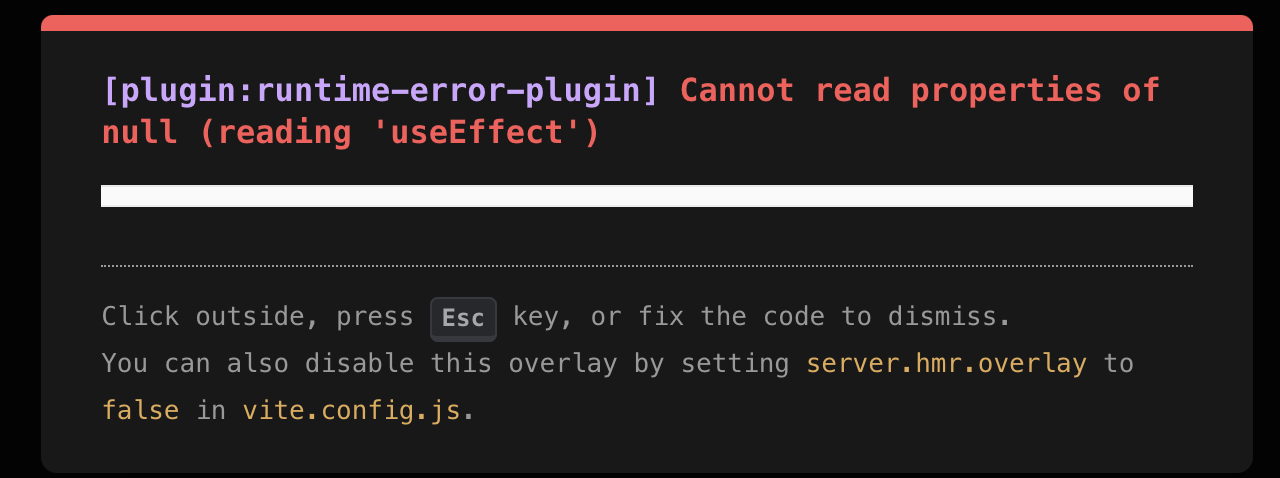 [plugin:runtime-error-plugin] Cannot read properties of
null (reading 'useEffect')
Click outside, press Esc key, or fix the code to dismiss.
You can also disable this overlay by setting server.hmr.overlay to
false in vite.config.js.